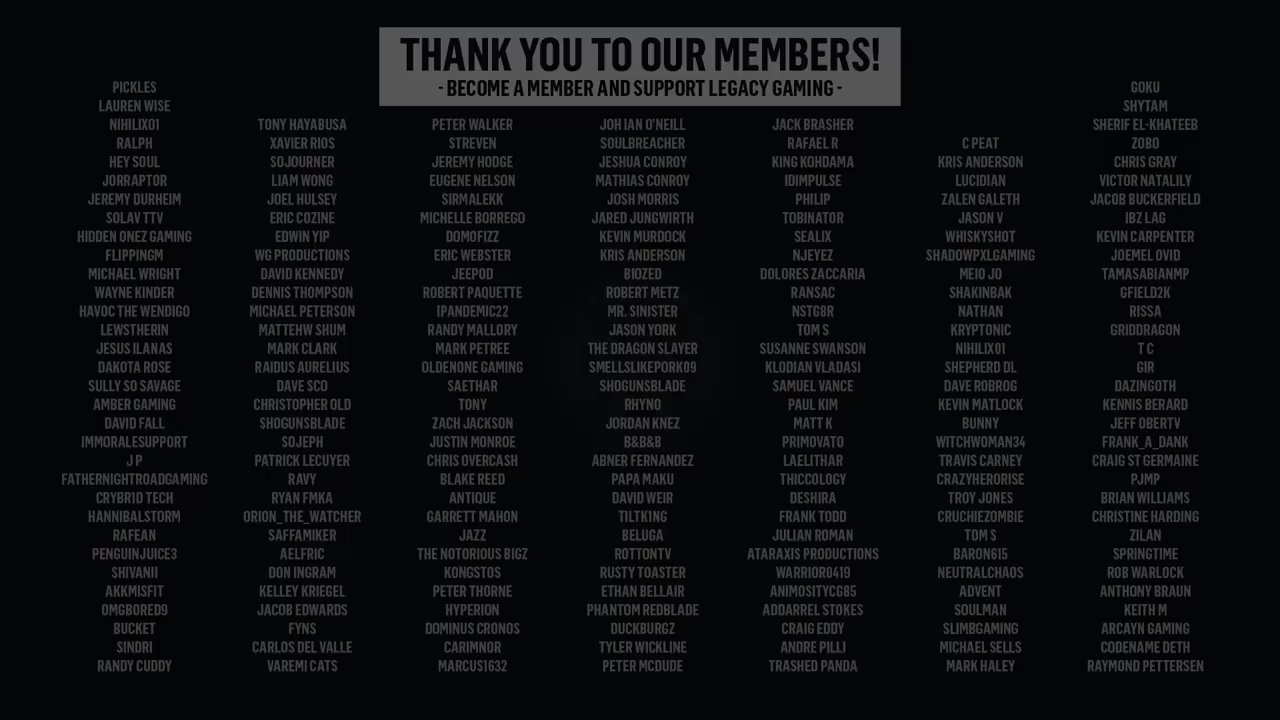 THANK YOU TO OUR MEMBERS!
- BECOME A MEMBER AND SUPPORT LEGACY GAMING -
PICKLES
LAUREN WISE
NIHILIX01
RALPH
HEY SOUL
JORRAPTOR
JEREMY DURHEIM
SOLAV TTV
HIDDEN ONEZ GAMING
FLIPPINGM
MICHAEL WRIGHT
WAYNE KINDER
HAVOC THE WENDIGO
LEWSTHERIN
JESUS ILANAS
DAKOTA ROSE
SULLY SO SAVAGE
AMBER GAMING
DAVID FALL
IMMORALESUPPORT
J P
FATHERNIGHTROADGAMING
CRYBRID TECH
HANNIBALSTORM
RAFEAN
PENGUINJUICE3
SHIVANII
AKKMISFIT
OMGBORED9
BUCKET
SINDRI
RANDY CUDDY
TONY HAYABUSA
XAVIER RIOS
SOJOURNER
LIAM WONG
JOEL HULSEY
ERIC COZINE
EDWIN YIP
WG PRODUCTIONS
DAVID KENNEDY
DENNIS THOMPSON
MICHAEL PETERSON
MATTEHW SHUM
MARK CLARK
RAIDUS AURELIUS
DAVE SCO
CHRISTOPHER OLD
SHOGUNSBLADE
SOJEPH
PATRICK LECUYER
RAVY
RYAN FMKA
ORION_THE_WATCHER
SAFFAMIKER
AELFRIC
DON INGRAM
KELLEY KRIEGEL
JACOB EDWARDS
FYNS
CARLOS DEL VALLE
VAREMI CATS
PETER WALKER
STREVEN
JEREMY HODGE
EUGENE NELSON
SIRMALEKK
MICHELLE BORREGO
DOMOFIZZ
ERIC WEBSTER
JEEPOD
ROBERT PAQUETTE
IPANDEMIC22
RANDY MALLORY
MARK PETREE
OLDENONE GAMING
SAETHAR
TONY
ZACH JACKSON
JUSTIN MONROE
CHRIS OVERCASH
BLAKE REED
ANTIQUE
GARRETT MAHON
JAZZ
THE NOTORIOUS BIGZ
KONGSTOS
PETER THORNE
HYPERION
DOMINUS CRONOS
CARIMNOR
MARCUS1632
JOH IAN O'NEILL
SOULBREACHER
JESHUA CONROY
MATHIAS CONROY
JOSH MORRIS
JARED JUNGWIRTH
KEVIN MURDOCK
KRIS ANDERSON
BIOZED
ROBERT METZ
MR. SINISTER
JASON YORK
THE DRAGON SLAYER
SMELLSLIKEPORK09
SHOGUNSBLADE
RHYNO
JORDAN KNEZ
B&B&B
ABNER FERNANDEZ
PAPA MAKU
DAVID WEIR
TILTKING
BELUGA
ROTTONTV
RUSTY TOASTER
ETHAN BELLAIR
PHANTOM REDBLADE
DUCKBURGZ
TYLER WICKLINE
PETER MCDUDE
JACK BRASHER
RAFAEL R
KING KOHDAMA
IDIMPULSE
PHILIP
TOBINATOR
SEALIX
NJEYEZ
DOLORES ZACCARIA
RANSAC
NSTG8R
TOM S
SUSANNE SWANSON
KLODIAN VLADASI
SAMUEL VANCE
PAUL KIM
MATT K
PRIMOVATO
LAELITHAR
THICCOLOGY
DESHIRA
FRANK TODD
JULIAN ROMAN
ATARAXIS PRODUCTIONS
WARRIOR0419
ANIMOSITYCG85
ADDARREL STOKES
CRAIG EDDY
ANDRE PILLI
TRASHED PANDA
C PEAT
KRIS ANDERSON
LUCIDIAN
ZALEN GALETH
JASON V
WHISKYSHOT
SHADOWPXLGAMING
MEIO JO
SHAKINBAK
NATHAN
KRYPTONIC
NIHILIX01
SHEPHERD DL
DAVE ROBROG
KEVIN MATLOCK
BUNNY
WITCHWOMAN34
TRAVIS CARNEY
CRAZYHERORISE
TROY JONES
CRUCHIEZOMBIE
TOM S
BARON615
NEUTRALCHAOS
ADVENT
SOULMAN
SLIMBGAMING
MICHAEL SELLS
MARK HALEY
GOKU
SHYTAM
SHERIF EL-KHATEEB
ZOBO
CHRIS GRAY
VICTOR NATALILY
JACOB BUCKERFIELD
IBZ LAG
KEVIN CARPENTER
JOEMEL OVID
TAMASABIANMP
GFIELD2K
RISSA
GRIDDRAGON
T C
GIR
DAZINGOTH
KENNIS BERARD
JEFF OBERTV
FRANK_A_DANK
CRAIG ST GERMAINE
PJMP
BRIAN WILLIAMS
CHRISTINE HARDING
ZILAN
SPRINGTIME
ROB WARLOCK
ANTHONY BRAUN
KEITH M
ARCAYN GAMING
CODENAME DETH
RAYMOND PETTERSEN